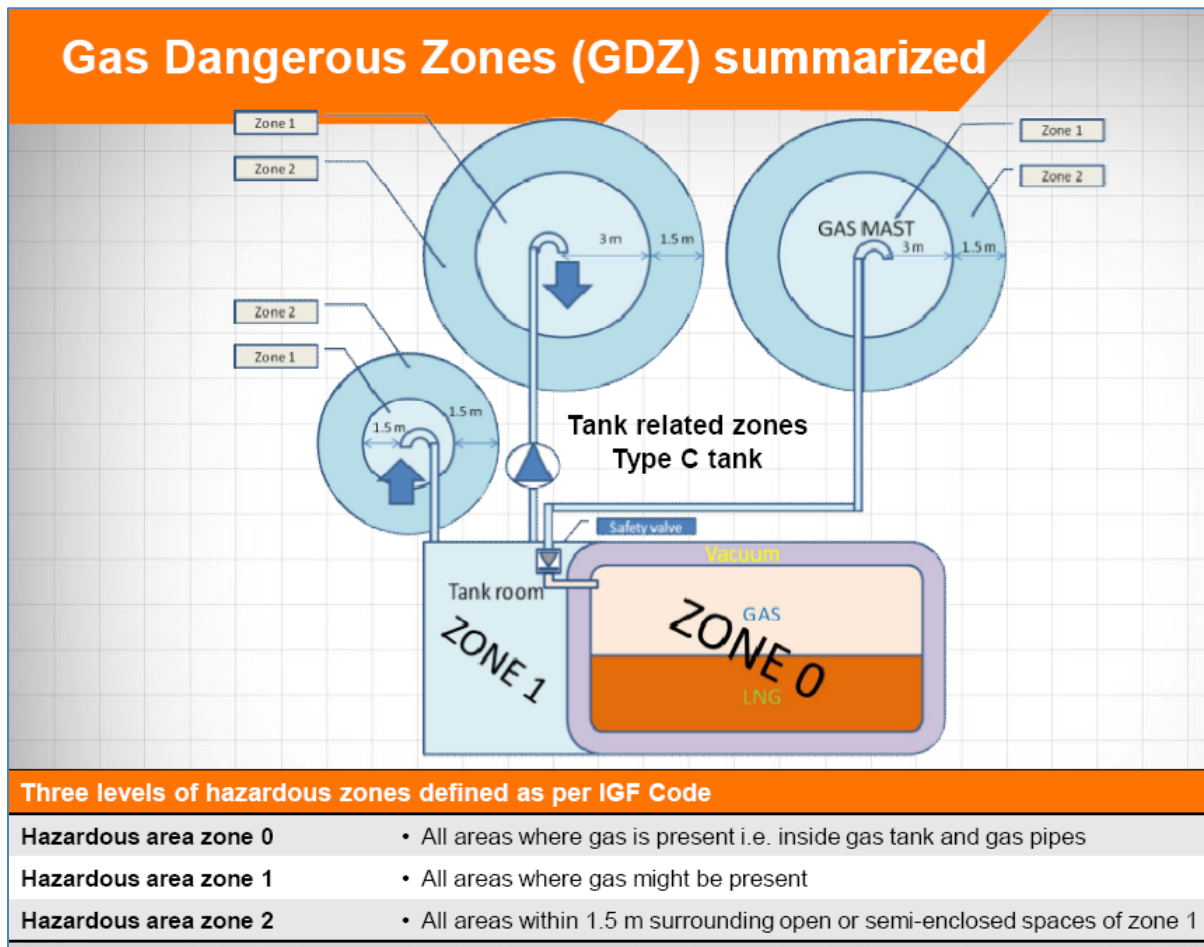 Gas Dangerous Zones (GDZ) summarized
Zone 1
Zone 2
Zone 1
Zone 2
GAS MAST
3 m
1.5 m
3 m
1.5 m
Zone 2
Zone 1
1.5 m
1.5 m
Tank related zones
Type C tank
Safety valve
Vacuum
Tank room
ZONE 1
GAS
ZONE 0
LNG
Three levels of hazardous zones defined as per IGF Code
Hazardous area zone 0 • All areas where gas is present i.e. inside gas tank and gas pipes
Hazardous area zone 1 • All areas where gas might be present
Hazardous area zone 2 • All areas within 1.5 m surrounding open or semi-enclosed spaces of zone 1